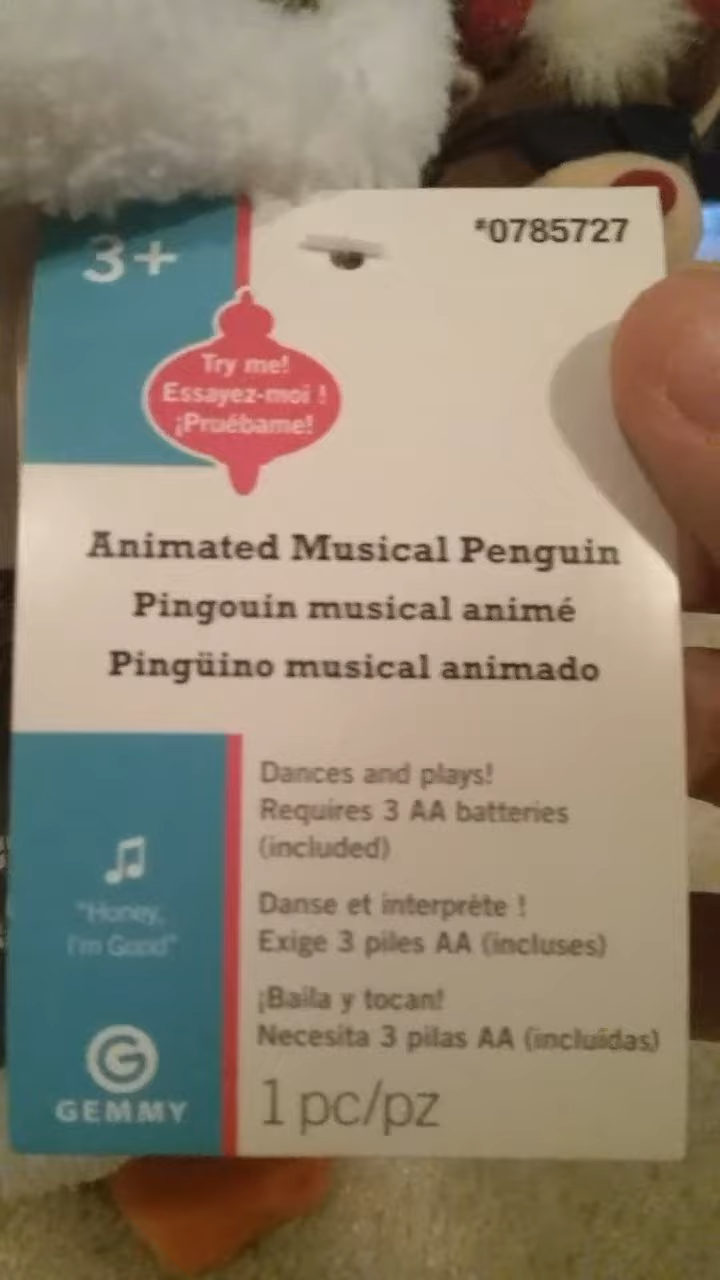 3+
#0785727
Try me!
Essayez-moi !
¡Pruébame!
Animated Musical Penguin
Pingouin musical animé
Pingüino musical animado
Dances and plays!
Requires 3 AA batteries
(included)
Danse et interprète !
Exige 3 piles AA (incluses)
¡Baila y tocan!
Necesita 3 pilas AA (incluidas)
1 pc/pz
"Honey,
I'm Good"
G
GEMMY